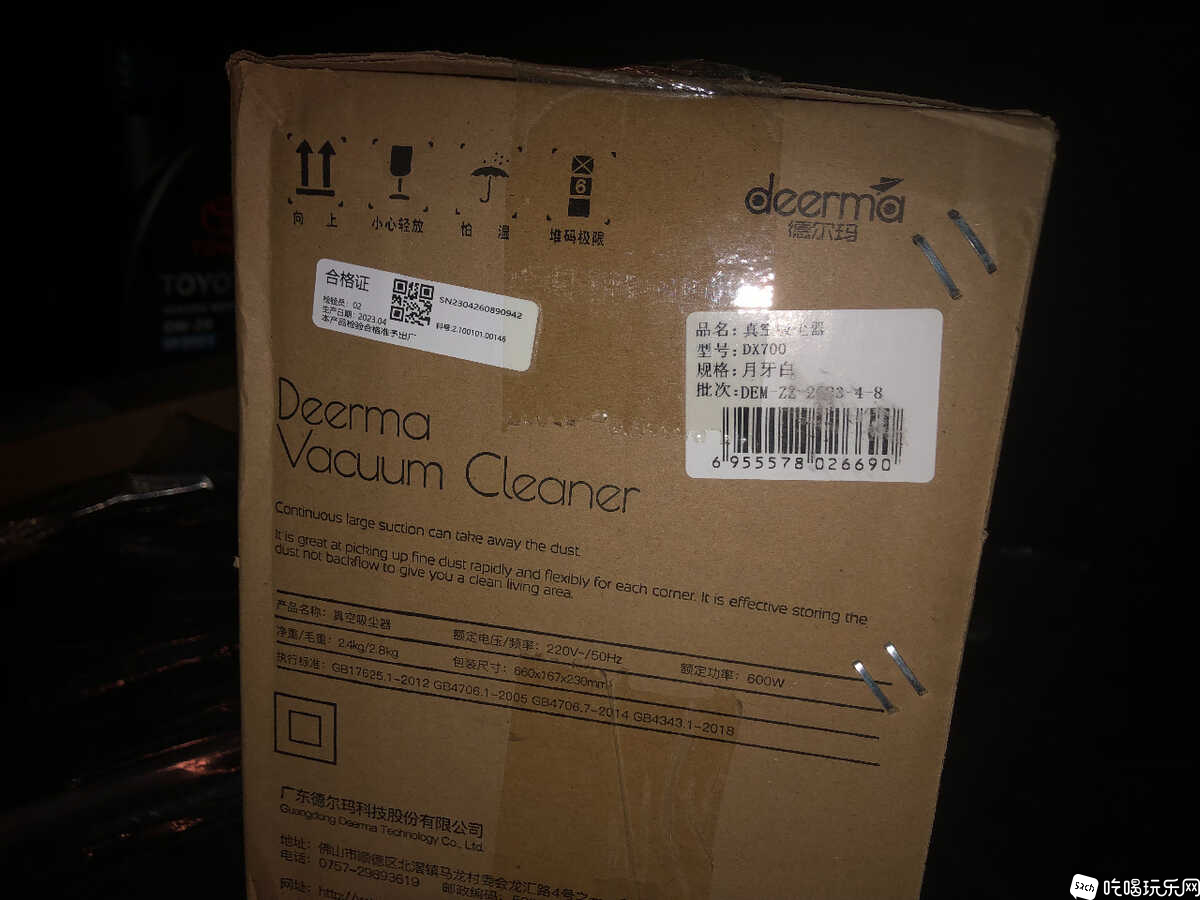 向 上
小心轻放
怕 湿
6
堆码极限
deerma
德尔玛
合格证
检验员: 02
生产日期: 2023.04
本产品检验合格准予出厂
SN2304260890942
料号:2.100101.00148
品名: 真空吸尘器
型号: DX700
规格: 月牙白
批次: DEM-ZZ-2023-4-8
6 955578 026690
Deerma
Vacuum Cleaner
Continuous large suction can take away the dust.
It is great at picking up fine dust rapidly and flexibly for each corner. It is effective storing the
dust not backflow to give you a clean living area.
产品名称: 真空吸尘器 额定电压/频率: 220V~/50Hz 额定功率: 600W
净重/毛重: 2.4kg/2.8kg 包装尺寸: 660x167x230mm
执行标准: GB17625.1-2012 GB4706.1-2005 GB4706.7-2014 GB4343.1-2018
广东德尔玛科技股份有限公司
Guangdong Deerma Technology Co., Ltd.
地址: 佛山市顺德区北滘镇马龙村委会龙汇路4号之
电话: 0757-29893619 邮政编码:
网址: http://
TOYO
52ch 吃喝玩乐网